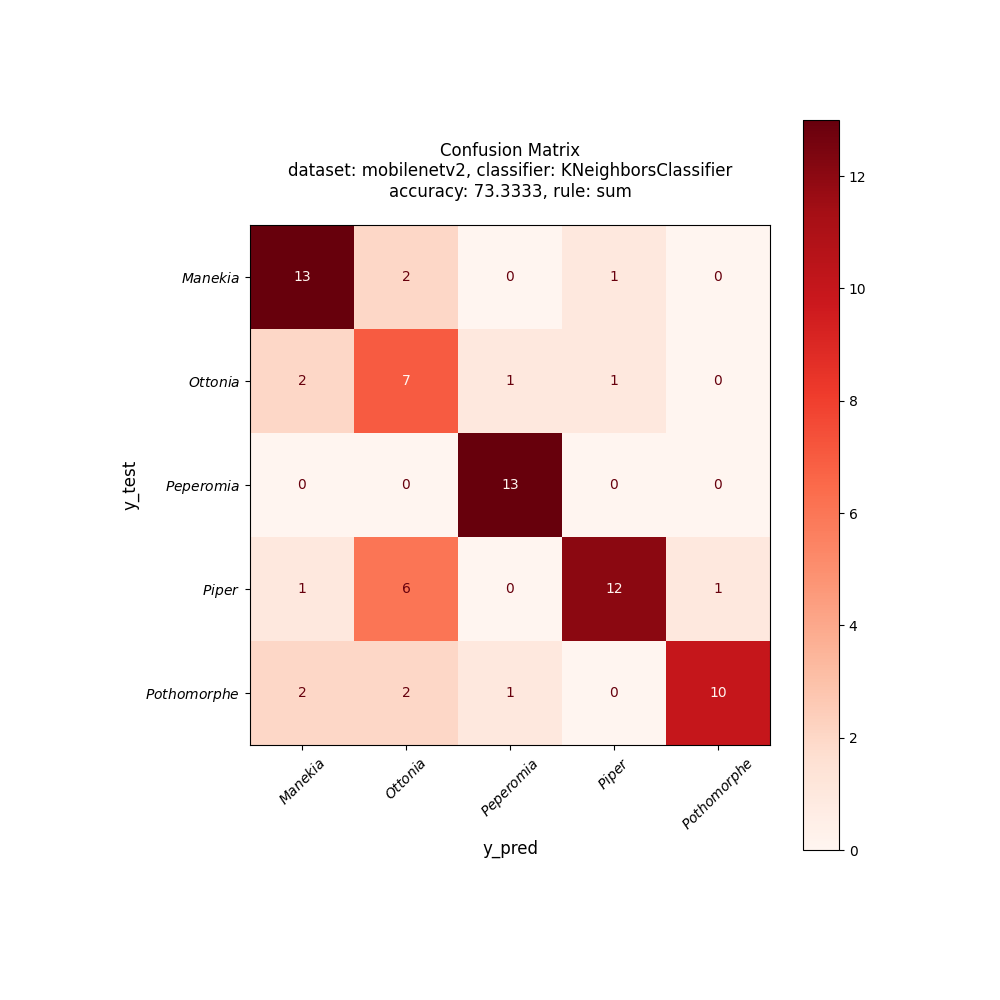 Confusion Matrix
dataset: mobilenetv2, classifier: KNeighborsClassifier
accuracy: 73.3333, rule: sum
Manekia 13 2 0 1 0
Ottonia 2 7 1 1 0
Peperomia 0 0 13 0 0
Piper 1 6 0 12 1
Pothomorphe 2 2 1 0 10
y_test
Manekia Ottonia Peperomia Piper Pothomorphe
y_pred
12
10
8
6
4
2
0